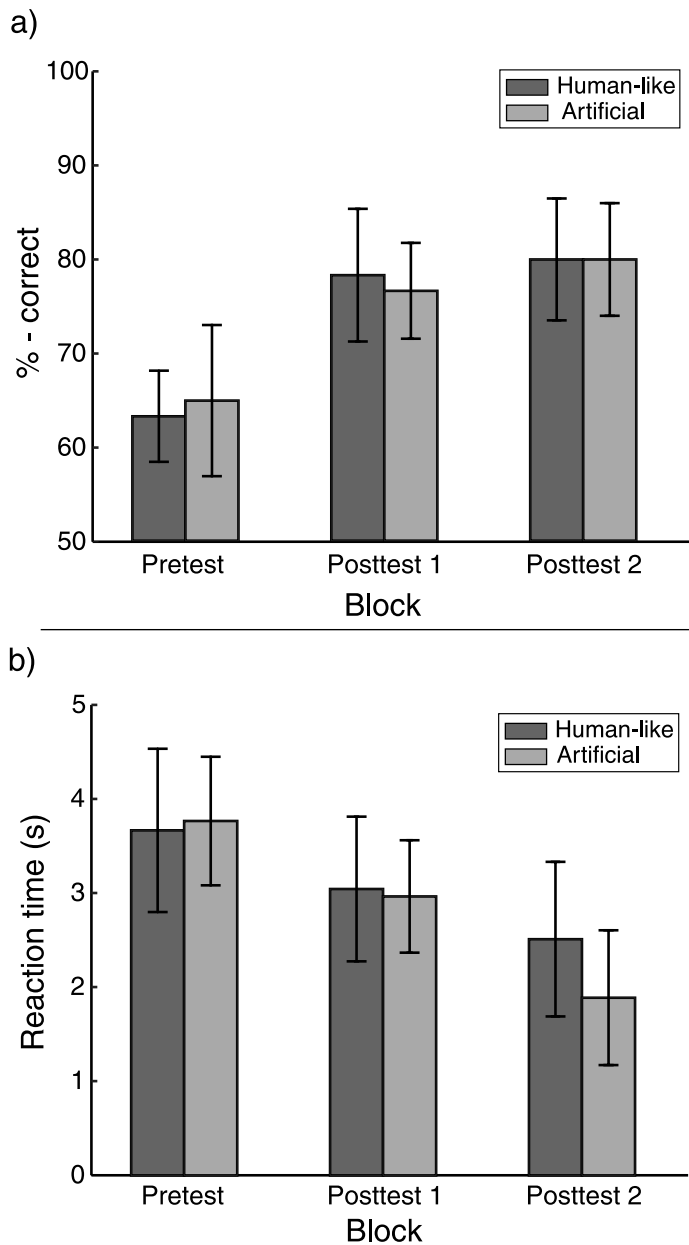 a)
100
90
80
70
60
50
% - correct
Human-like
Artificial
Pretest Posttest 1 Posttest 2
Block
b)
5
4
3
2
1
0
Reaction time (s)
Human-like
Artificial
Pretest Posttest 1 Posttest 2
Block